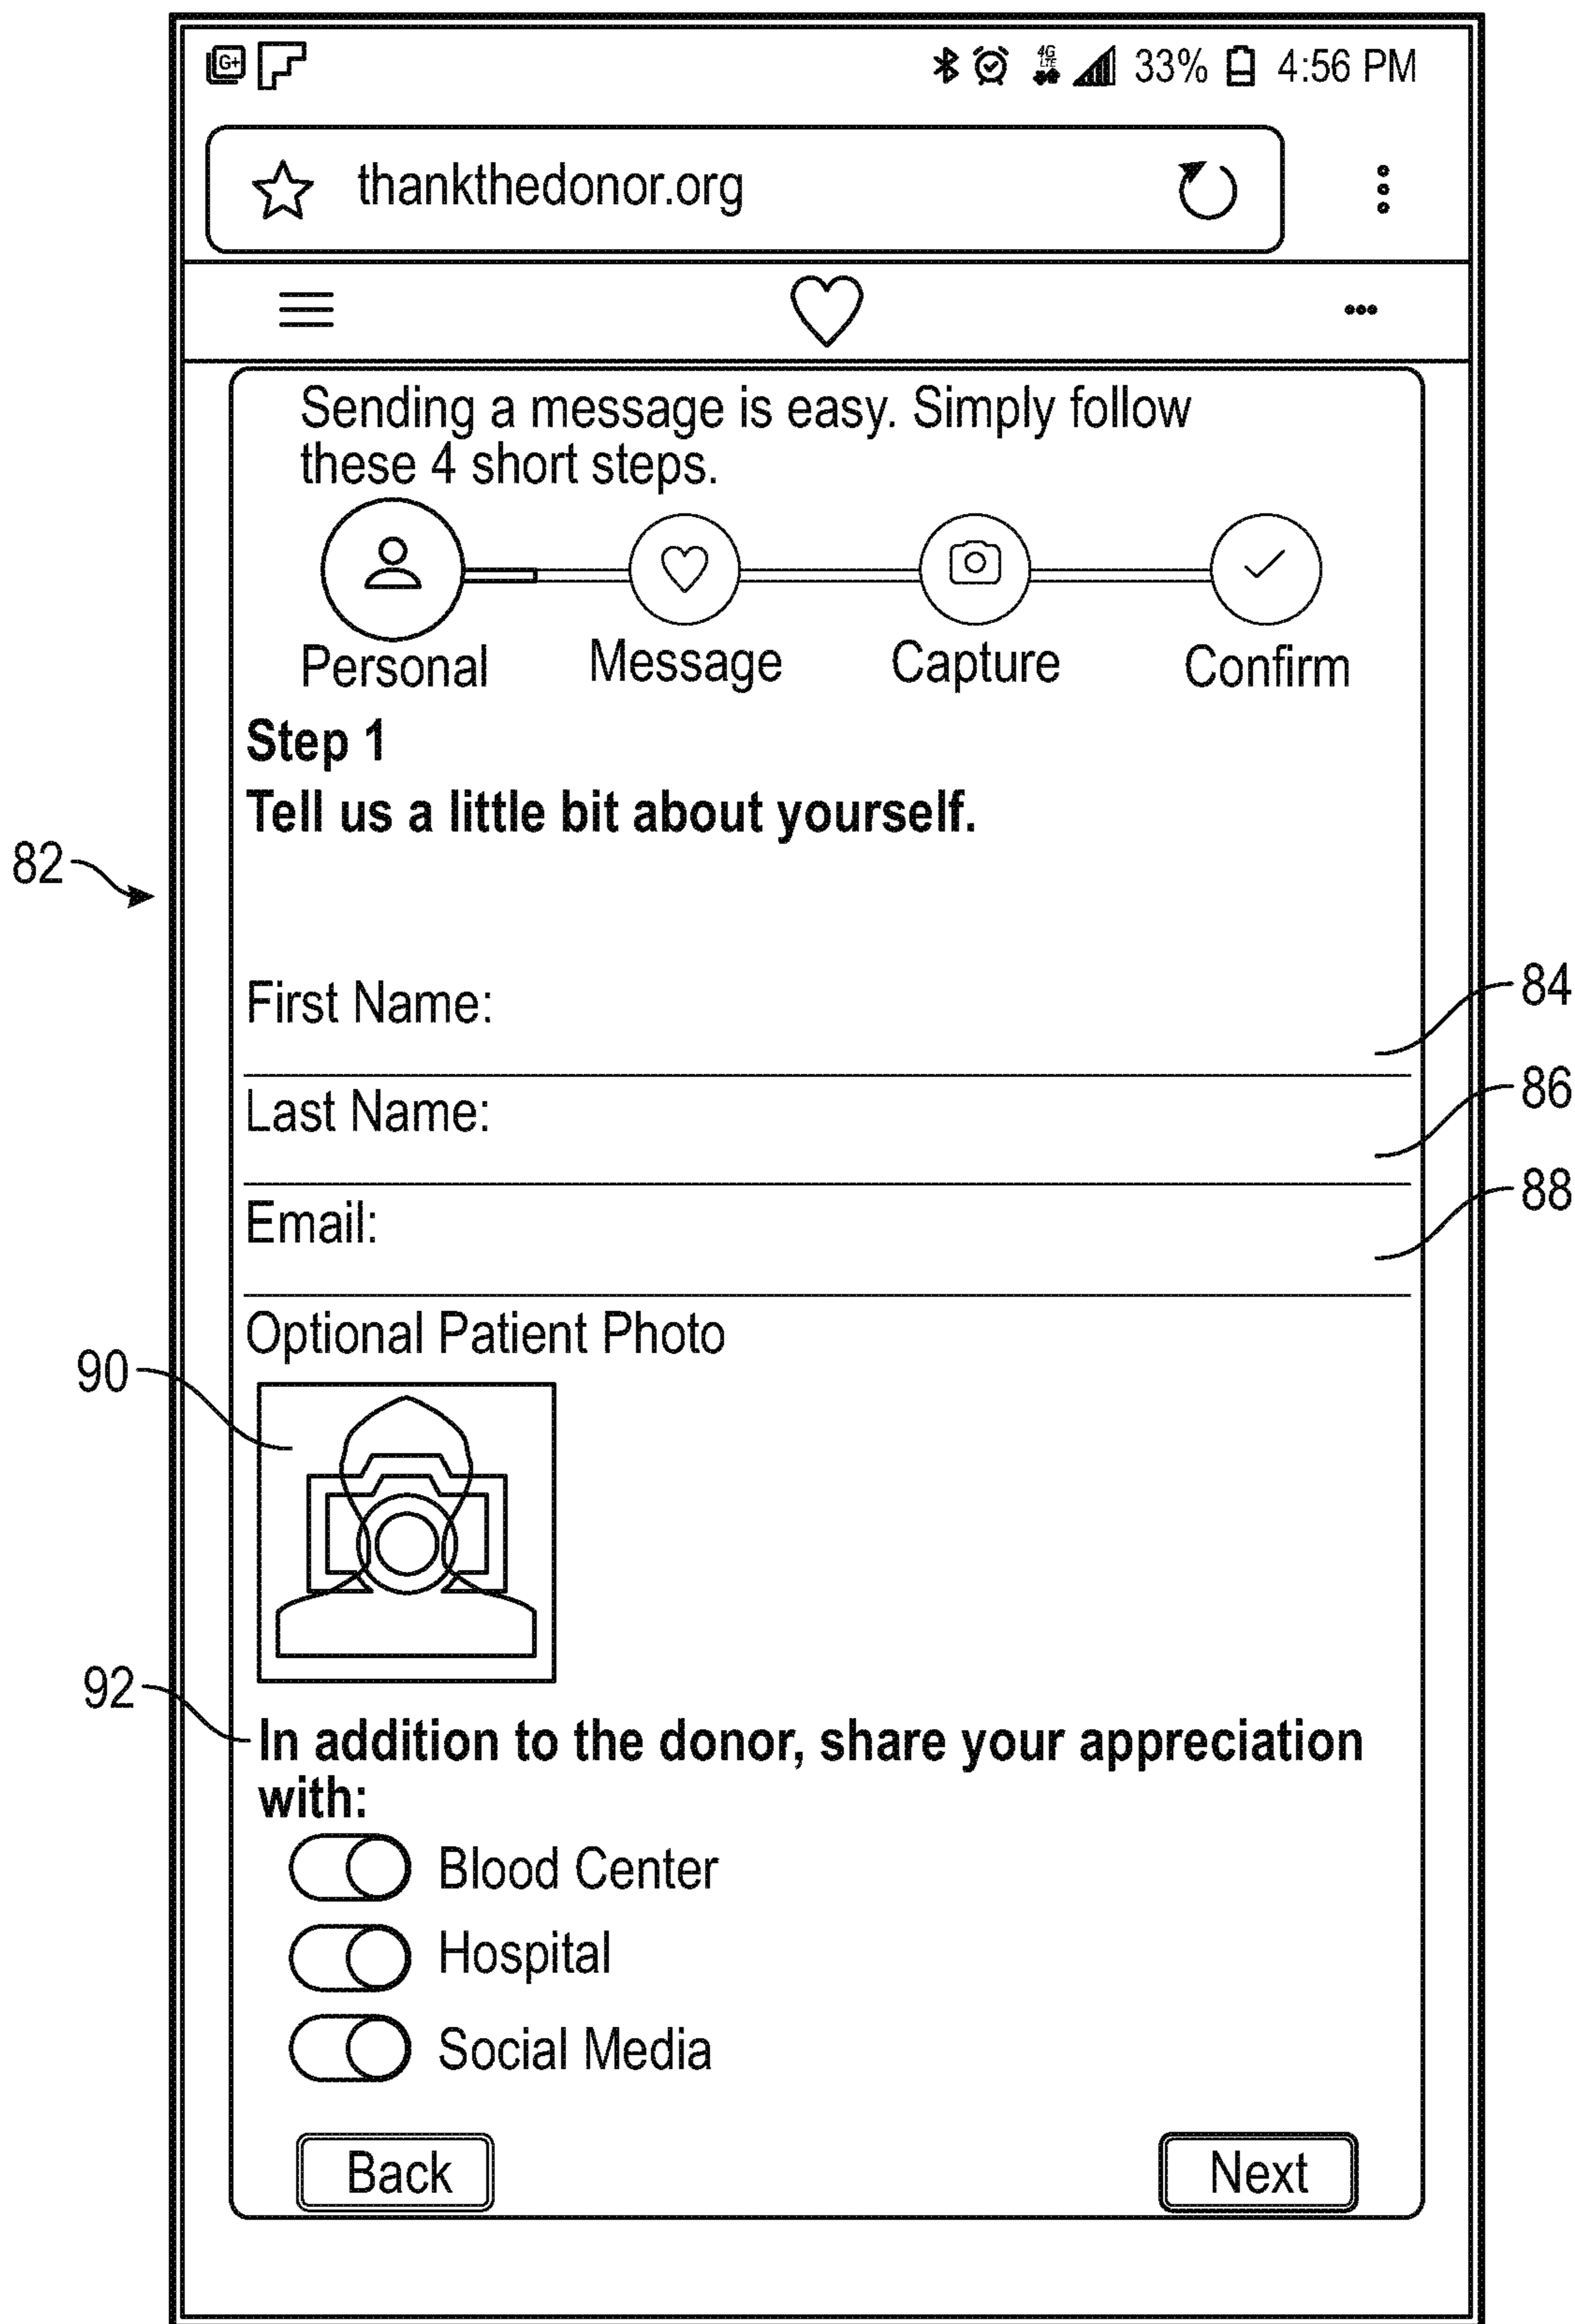 G+ 4G LTE 33% 4:56 PM
thankthedonor.org
Sending a message is easy. Simply follow
these 4 short steps.
Personal Message Capture Confirm
Step 1
Tell us a little bit about yourself.
82
First Name:
84
Last Name:
86
Email:
88
Optional Patient Photo
90
92
In addition to the donor, share your appreciation
with:
Blood Center
Hospital
Social Media
Back Next